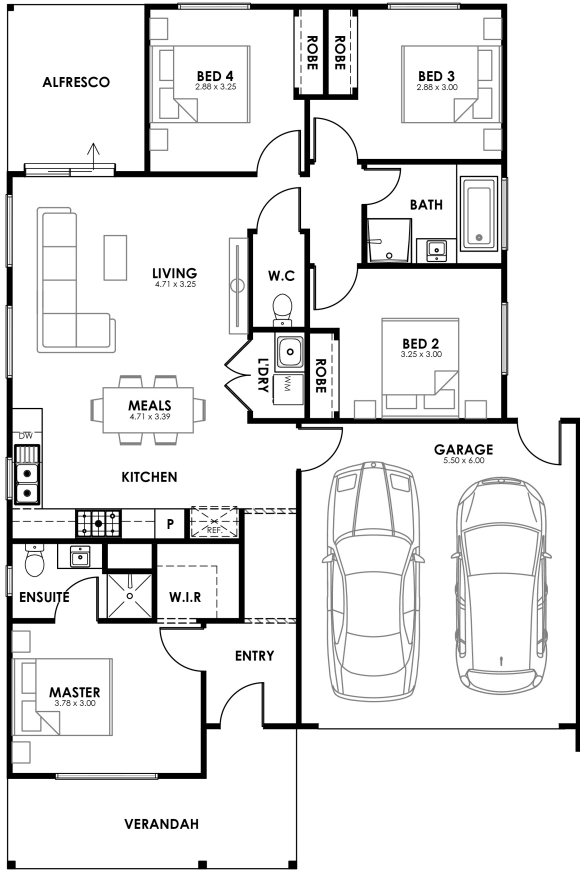 BED 4
2.88 x 3.25
ROBE
ROBE
BED 3
2.88 x 3.00
ALFRESCO
BATH
LIVING
4.71 x 3.25
W.C
BED 2
3.25 x 3.00
L'DRY
WM
ROBE
MEALS
4.71 x 3.39
DW
KITCHEN
GARAGE
5.50 x 6.00
P
REF
ENSUITE
W.I.R
ENTRY
MASTER
3.78 x 3.00
VERANDAH